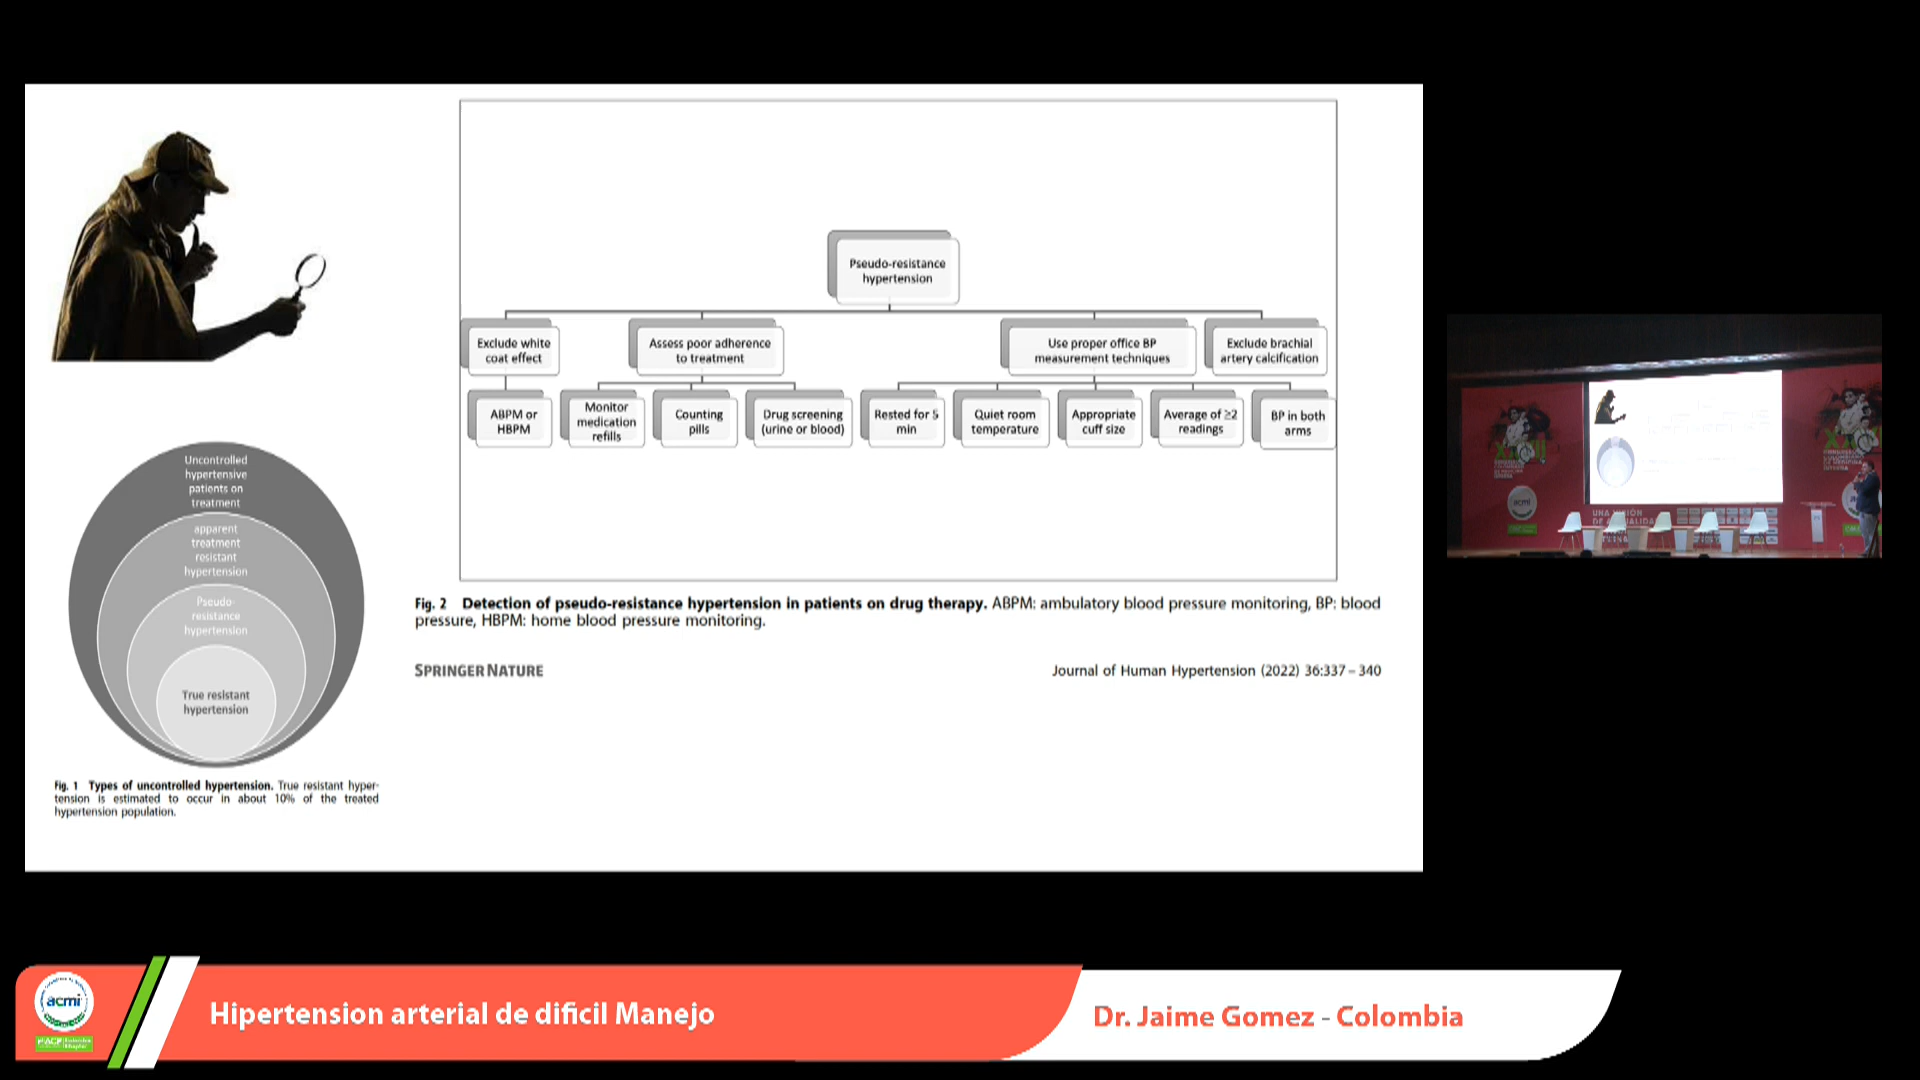 Pseudo-resistance
hypertension
Exclude white
coat effect
Assess poor adherence
to treatment
Use proper office BP
measurement techniques
Exclude brachial
artery calcification
ABPM or
HBPM
Monitor
medication
refills
Counting
pills
Drug screening
(urine or blood)
Rested for 5
min
Quiet room
temperature
Appropriate
cuff size
Average of ≥2
readings
BP in both
arms
Fig. 2 Detection of pseudo-resistance hypertension in patients on drug therapy. ABPM: ambulatory blood pressure monitoring, BP: blood
pressure, HBPM: home blood pressure monitoring.
SPRINGER NATURE
Journal of Human Hypertension (2022) 36:337 – 340
Uncontrolled
hypertensive
patients on
treatment
apparent
treatment
resistant
hypertension
Pseudo-
resistance
hypertension
True resistant
hypertension
Fig. 1 Types of uncontrolled hypertension. True resistant hyper-
tension is estimated to occur in about 10% of the treated
hypertension population.
acmi
UNA VISIÓN
acmi
Hipertension arterial de dificil Manejo
Dr. Jaime Gomez - Colombia